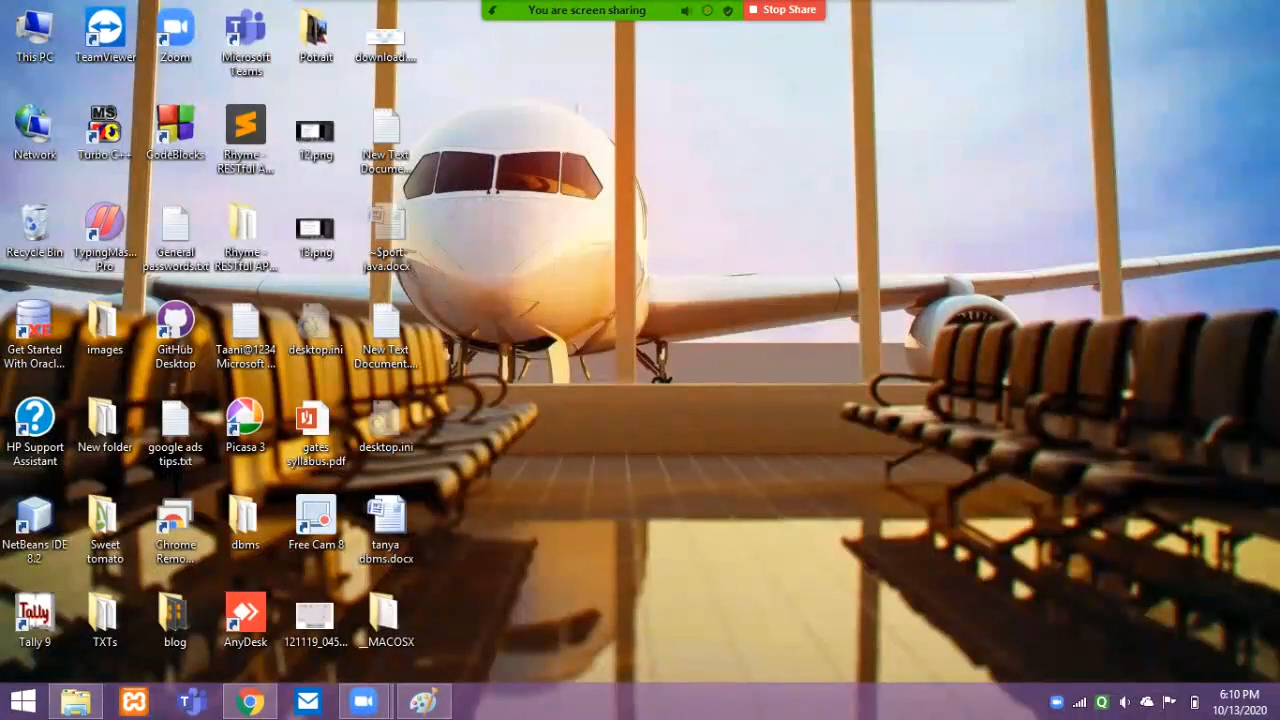 You are screen sharing
Stop Share
This PC
TeamViewer
Zoom
Microsoft
Teams
Potrait
download....
Network
MS
Turbo C++
CodeBlocks
Rhyme -
RESTful A...
12.png
New Text
Docume...
Recycle Bin
TypingMas...
Pro
General
passwords.txt
Rhyme -
RESTful AP...
13.png
~$port-
java.docx
XE
Get Started
With Oracl...
images
GitHub
Desktop
Taani@1234
Microsoft ...
desktop.ini
New Text
Document....
HP Support
Assistant
New folder
google ads
tips.txt
Picasa 3
gates
syllabus.pdf
desktop.ini
NetBeans IDE
8.2
Sweet
tomato
Chrome
Remo...
dbms
Free Cam 8
tanya
dbms.docx
Tally
Tally 9
TXTs
blog
AnyDesk
121119_045...
__MACOSX
6:10 PM
10/13/2020